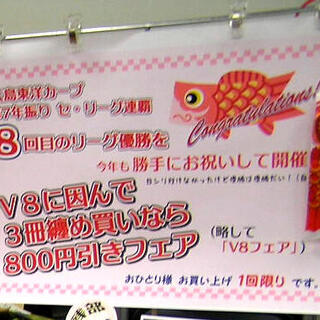 島東洋カープ
7年振り セ・リーグ連覇
Congratulations!
8回目のリーグ優勝を
今年も勝手にお祝いして開催
V8に因んで
3冊纏め買いなら
800円引きフェア
(略して
「V8フェア」)
おひとり様 お買い上げ 1回限り です。